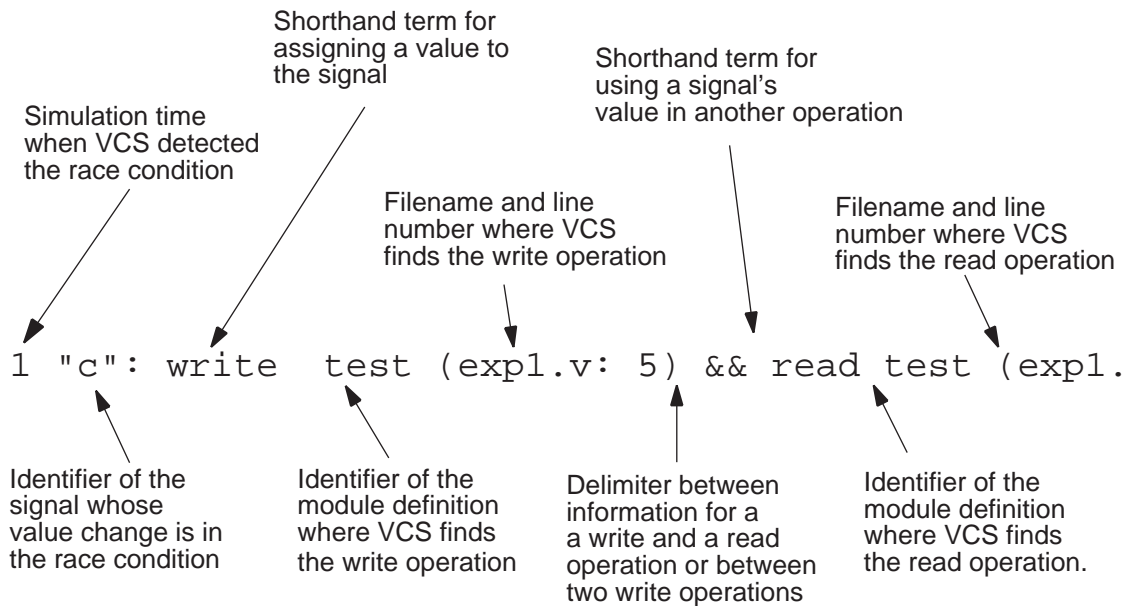 Shorthand term for
assigning a value to
the signal
Shorthand term for
using a signal's
value in another operation
Simulation time
when VCS detected
the race condition
Filename and line
number where VCS
finds the write operation
Filename and line
number where VCS
finds the read operation
1 "c": write  test (exp1.v: 5) && read test (exp1.
Identifier of the
signal whose
value change is in
the race condition
Identifier of the
module definition
where VCS finds
the write operation
Delimiter between
information for a
a write and a read
operation or between
two write operations
Identifier of the
module definition
where VCS finds
the read operation.